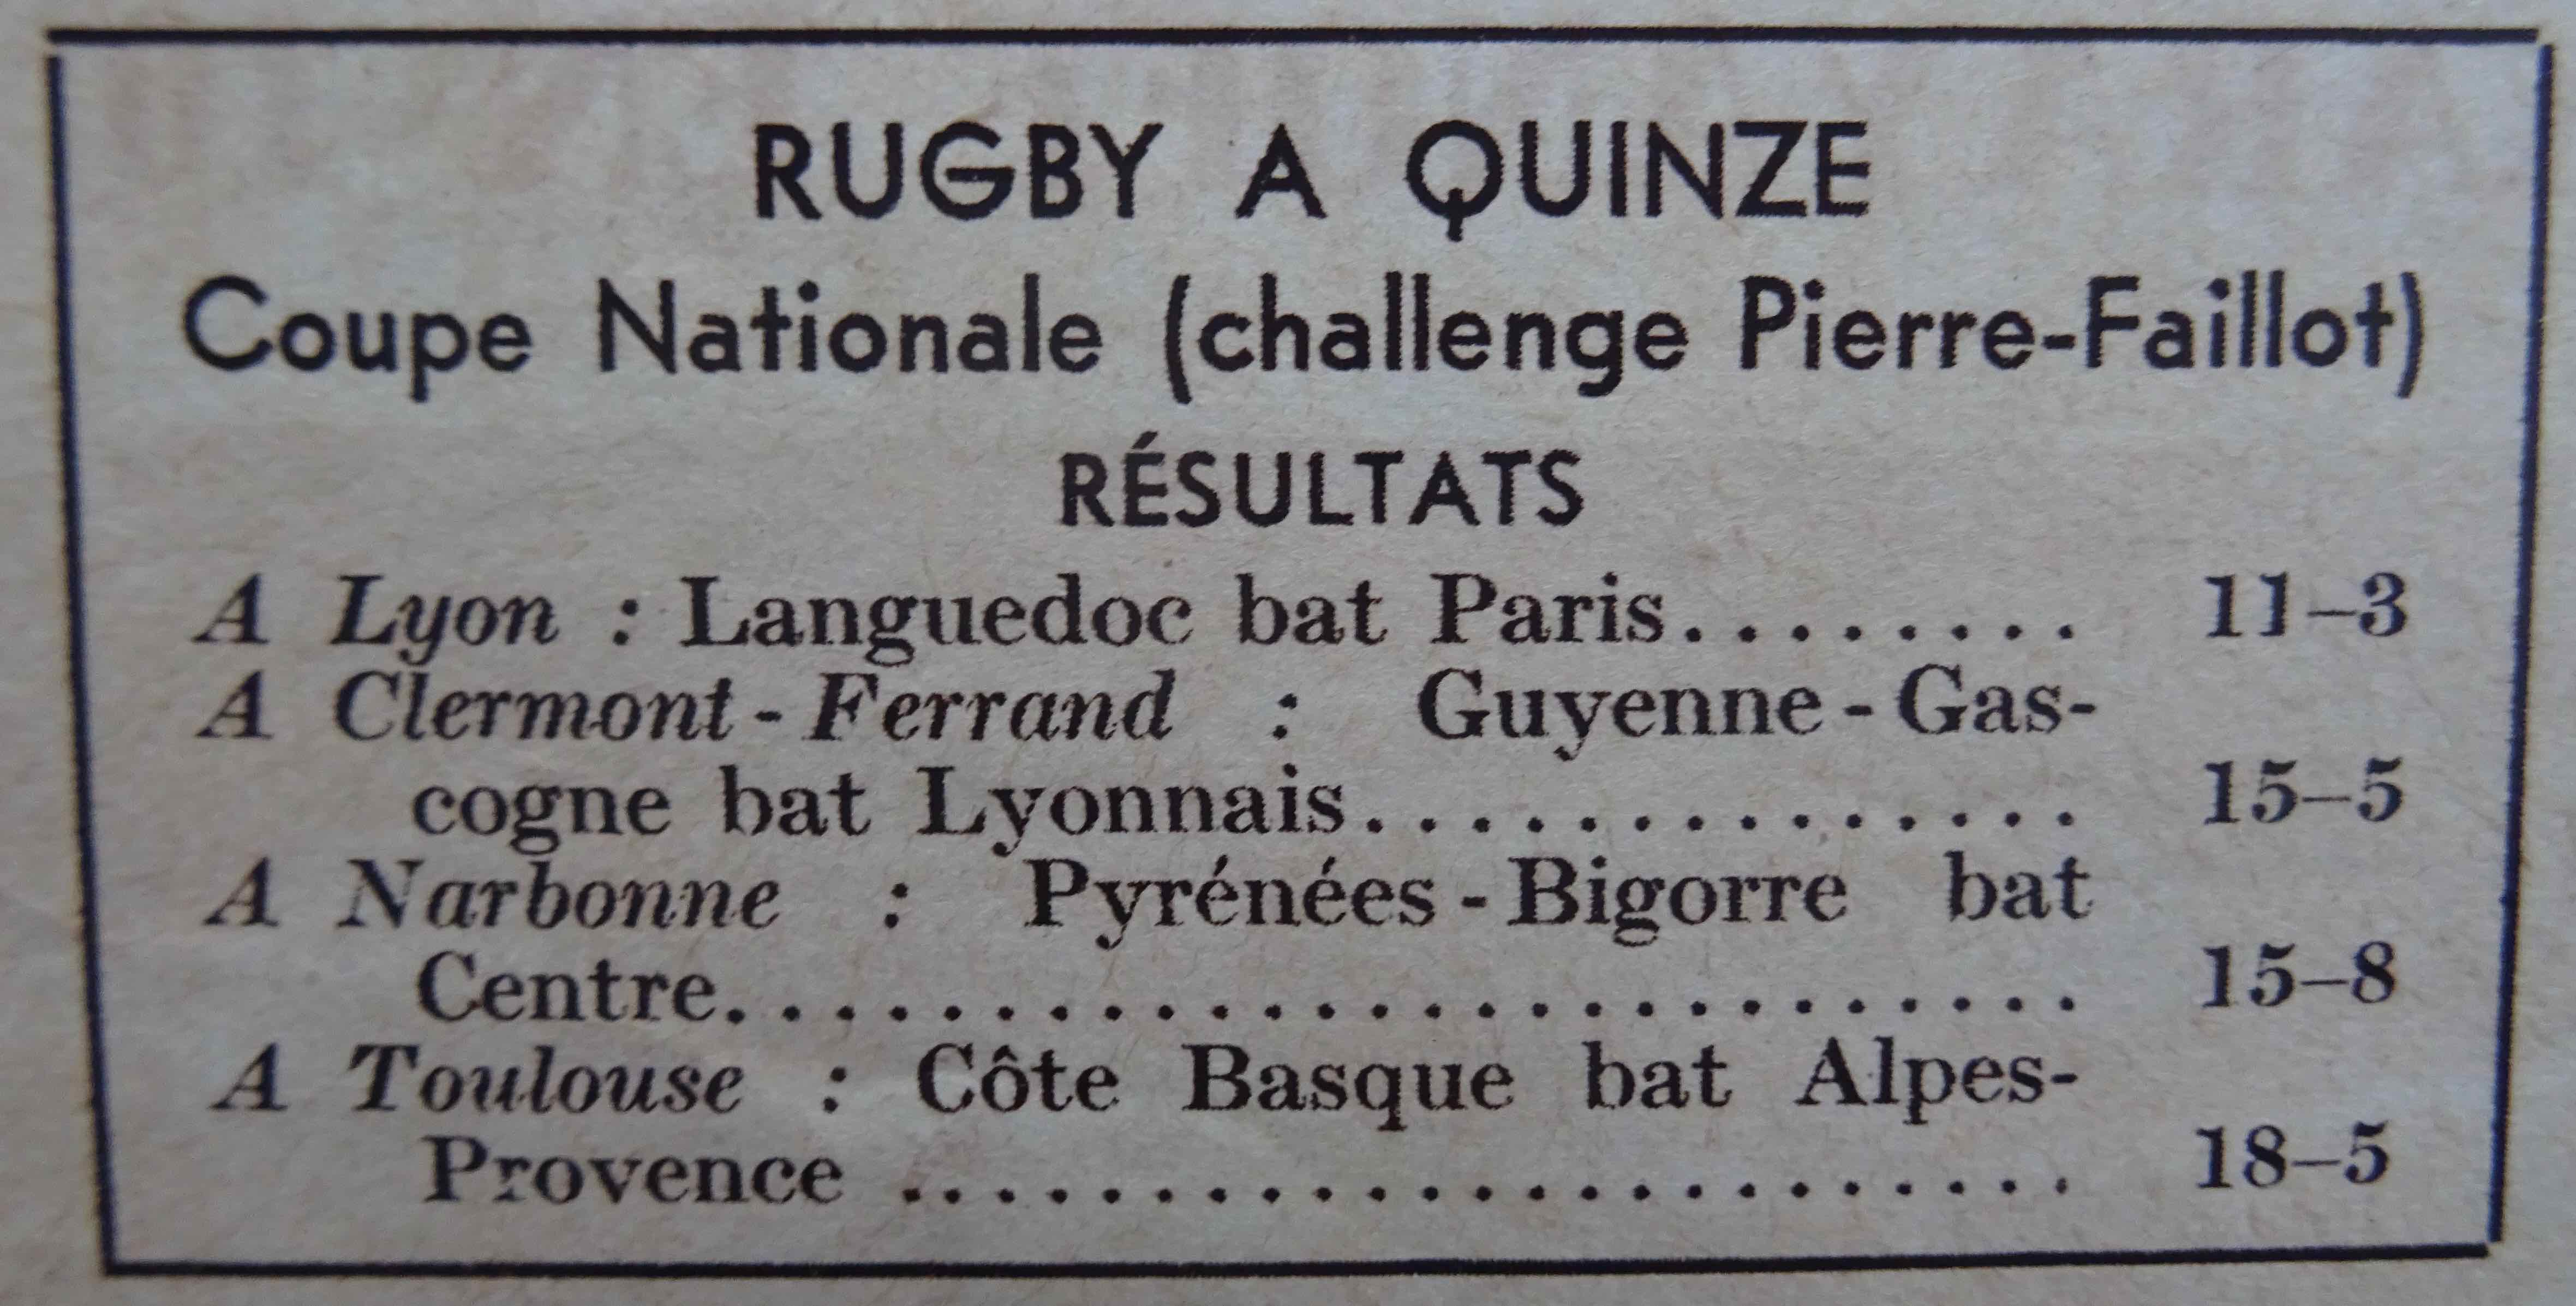 RUGBY A QUINZE
Coupe Nationale (challenge Pierre-Faillot)
RÉSULTATS
A Lyon : Languedoc bat Paris........ 11-3
A Clermont-Ferrand : Guyenne-Gas-
cogne bat Lyonnais.............. 15-5
A Narbonne : Pyrénées-Bigorre bat
Centre.......................... 15-8
A Toulouse : Côte Basque bat Alpes-
Provence ...................... 18-5